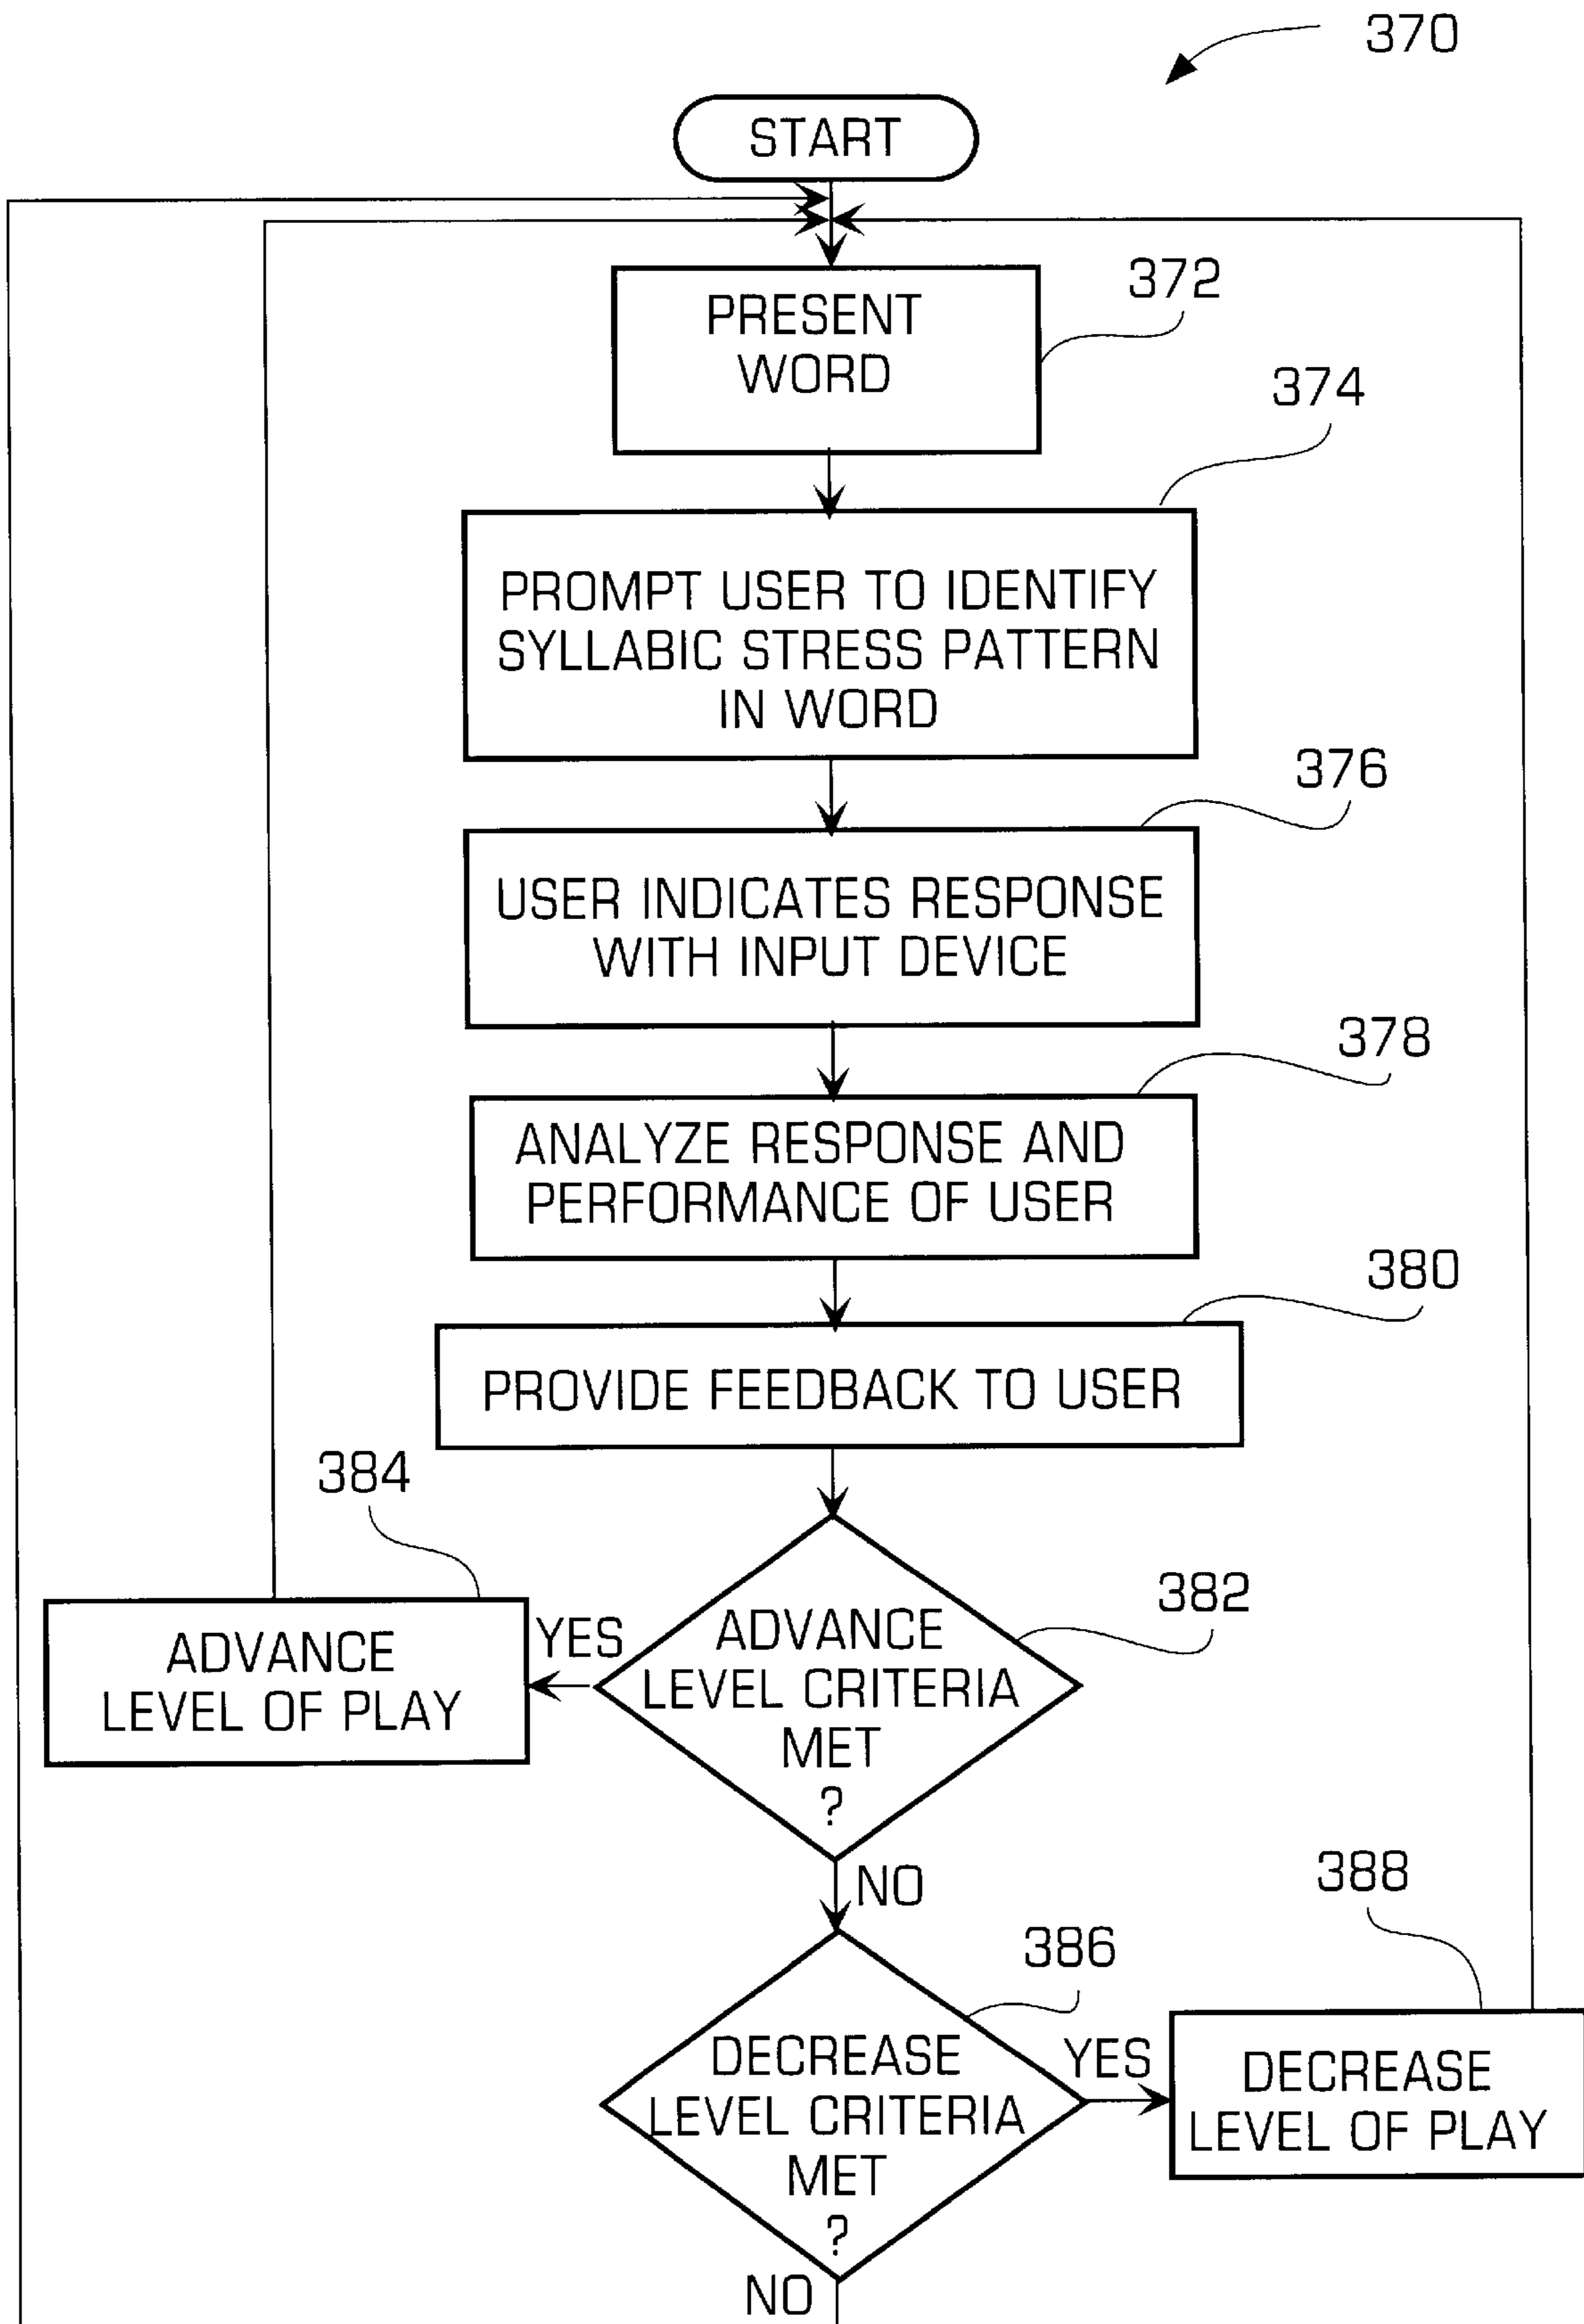 370
START
372
PRESENT
WORD
374
PROMPT USER TO IDENTIFY
SYLLABIC STRESS PATTERN
IN WORD
376
USER INDICATES RESPONSE
WITH INPUT DEVICE
378
ANALYZE RESPONSE AND
PERFORMANCE OF USER
380
PROVIDE FEEDBACK TO USER
384
382
ADVANCE
LEVEL OF PLAY
YES
ADVANCE
LEVEL CRITERIA
MET
?
NO
388
386
DECREASE
LEVEL CRITERIA
MET
?
YES
DECREASE
LEVEL OF PLAY
NO